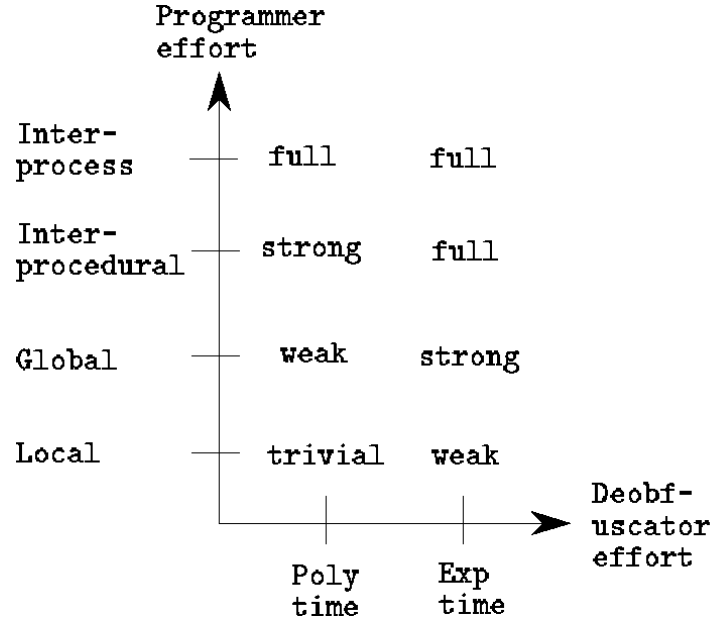 Programmer
effort
Inter-
process
full full
Inter-
procedural
strong full
Global weak strong
Local trivial weak
Deobf-
uscator
effort
Poly
time
Exp
time